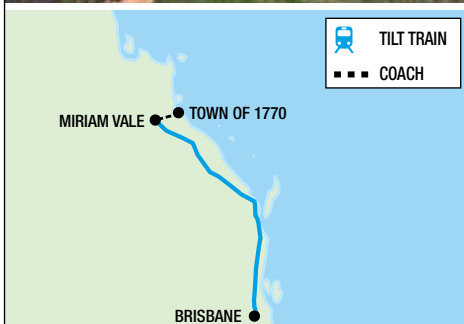 TILT TRAIN
COACH
TOWN OF 1770
MIRIAM VALE
BRISBANE